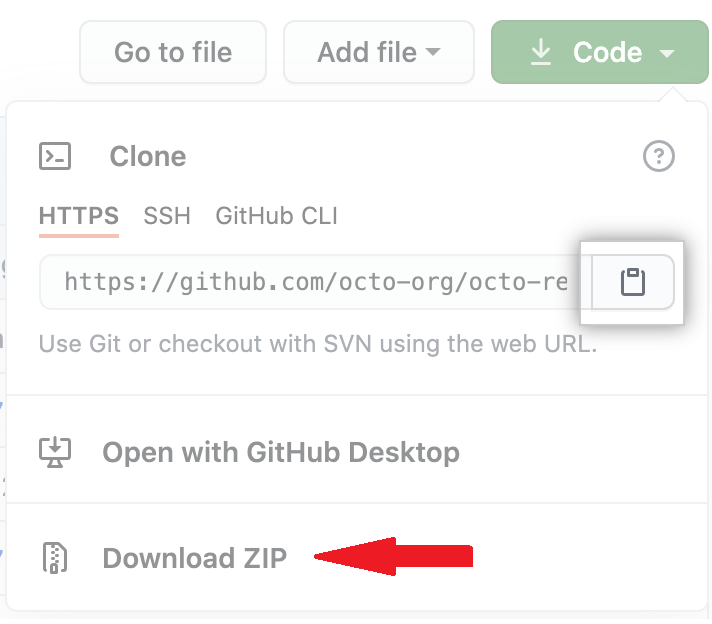 Go to file
Add file
Code
Clone
HTTPS SSH GitHub CLI
https://github.com/octo-org/octo-re
Use Git or checkout with SVN using the web URL.
Open with GitHub Desktop
Download ZIP